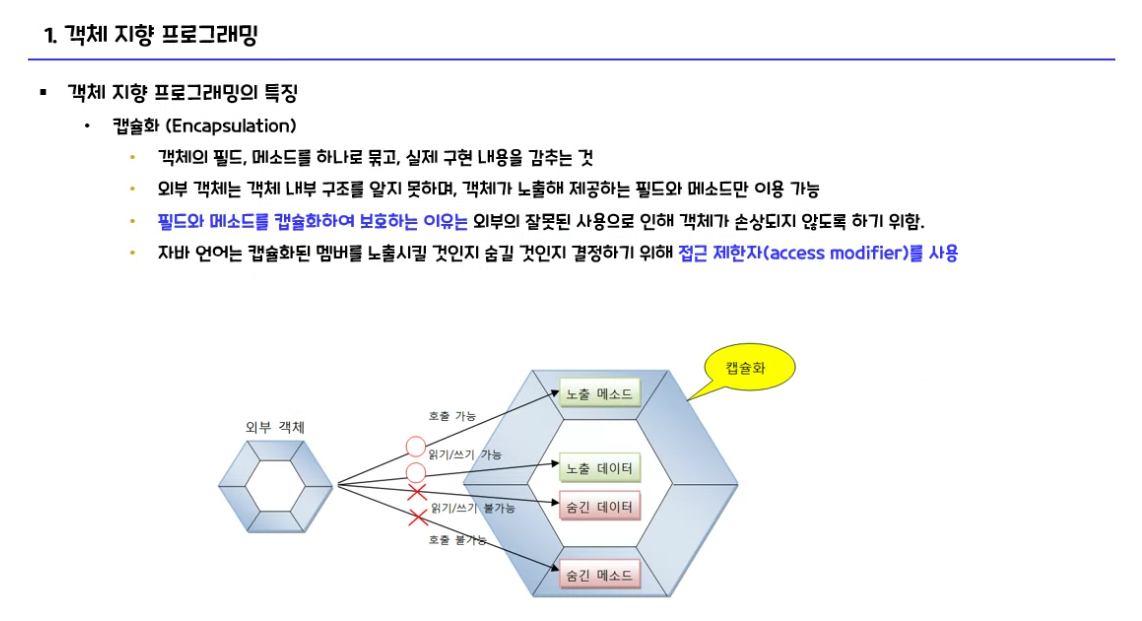 1. 객체 지향 프로그래밍
▪ 객체 지향 프로그래밍의 특징
• 캡슐화 (Encapsulation)
• 객체의 필드, 메소드를 하나로 묶고, 실제 구현 내용을 감추는 것
• 외부 객체는 객체 내부 구조를 알지 못하며, 객체가 노출해 제공하는 필드와 메소드만 이용 가능
• 필드와 메소드를 캡슐화하여 보호하는 이유는 외부의 잘못된 사용으로 인해 객체가 손상되지 않도록 하기 위함.
• 자바 언어는 캡슐화된 멤버를 노출시킬 것인지 숨길 것인지 결정하기 위해 접근 제한자(access modifier)를 사용
캡슐화
노출 메소드
호출 가능
외부 객체
읽기/쓰기 가능
노출 데이터
숨긴 데이터
읽기/쓰기 불가능
호출 불가능
숨긴 메소드